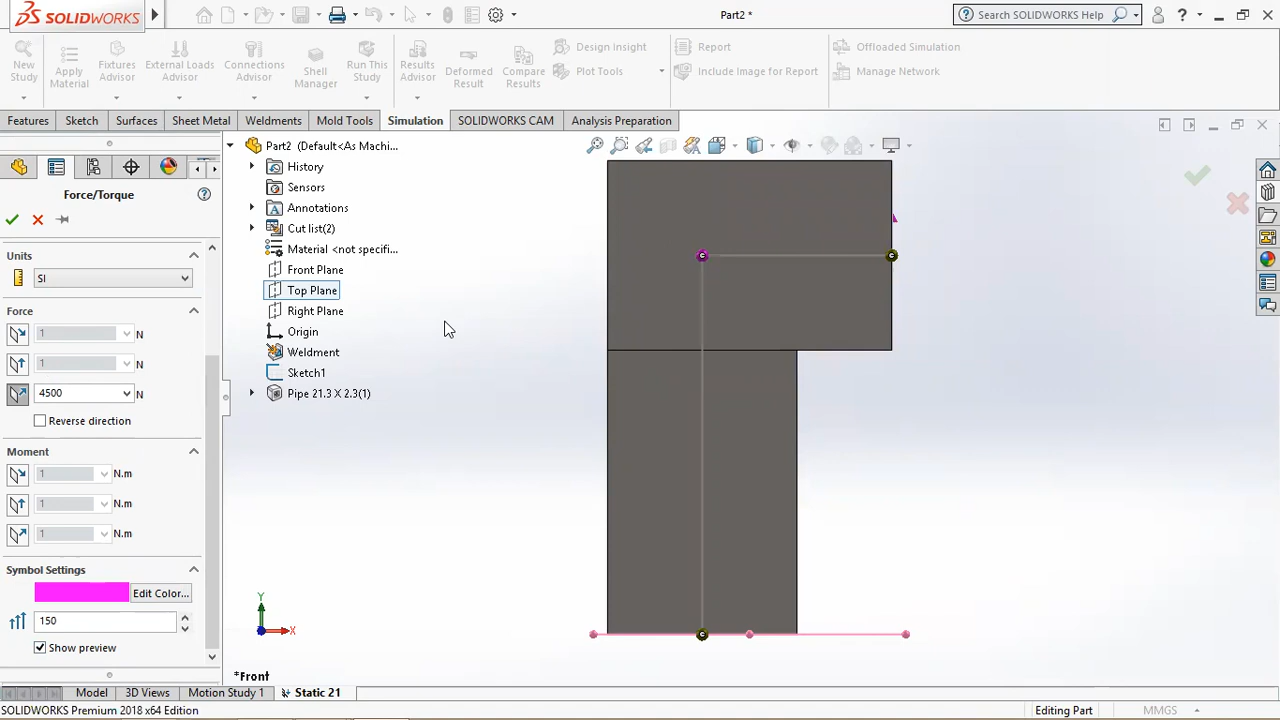 SOLIDWORKS
Part2 *
Search SOLIDWORKS Help
New Study
Apply Material
Fixtures Advisor
External Loads Advisor
Connections Advisor
Shell Manager
Run This Study
Results Advisor
Deformed Result
Compare Results
Design Insight
Plot Tools
Report
Include Image for Report
Offloaded Simulation
Manage Network
Features
Sketch
Surfaces
Sheet Metal
Weldments
Mold Tools
Simulation
SOLIDWORKS CAM
Analysis Preparation
Force/Torque
Units
SI
Force
1 N
1 N
4500 N
Reverse direction
Moment
1 N.m
1 N.m
1 N.m
Symbol Settings
Edit Color...
150
Show preview
Part2 (Default<As Machi...
History
Sensors
Annotations
Cut list(2)
Material <not specifi...
Front Plane
Top Plane
Right Plane
Origin
Weldment
Sketch1
Pipe 21.3 X 2.3(1)
Y
X
*Front
Model
3D Views
Motion Study 1
Static 21
SOLIDWORKS Premium 2018 x64 Edition
Editing Part
MMGS